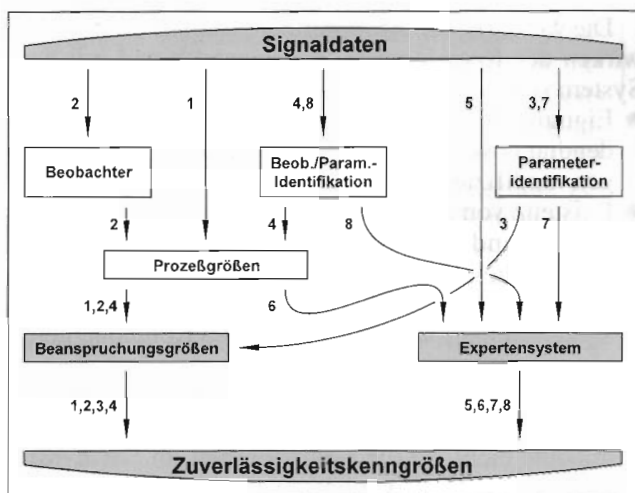 Signaldaten
2
1
4,8
5
3,7
Beobachter
Beob./Param.-
Identifikation
Parameter-
identifikation
2
4
8
3
7
Prozeßgrößen
1,2,4
6
Beanspruchungsgrößen
Expertensystem
1,2,3,4
5,6,7,8
Zuverlässigkeitskenngrößen